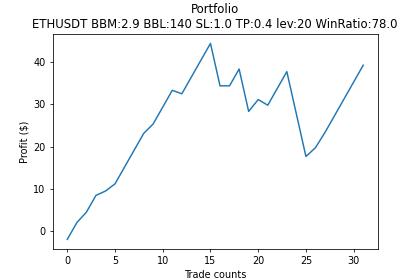 Portfolio
ETHUSDT BBM:2.9 BBL:140 SL:1.0 TP:0.4 lev:20 WinRatio:78.0
Profit ($)
40
30
20
10
0
0 5 10 15 20 25 30
Trade counts